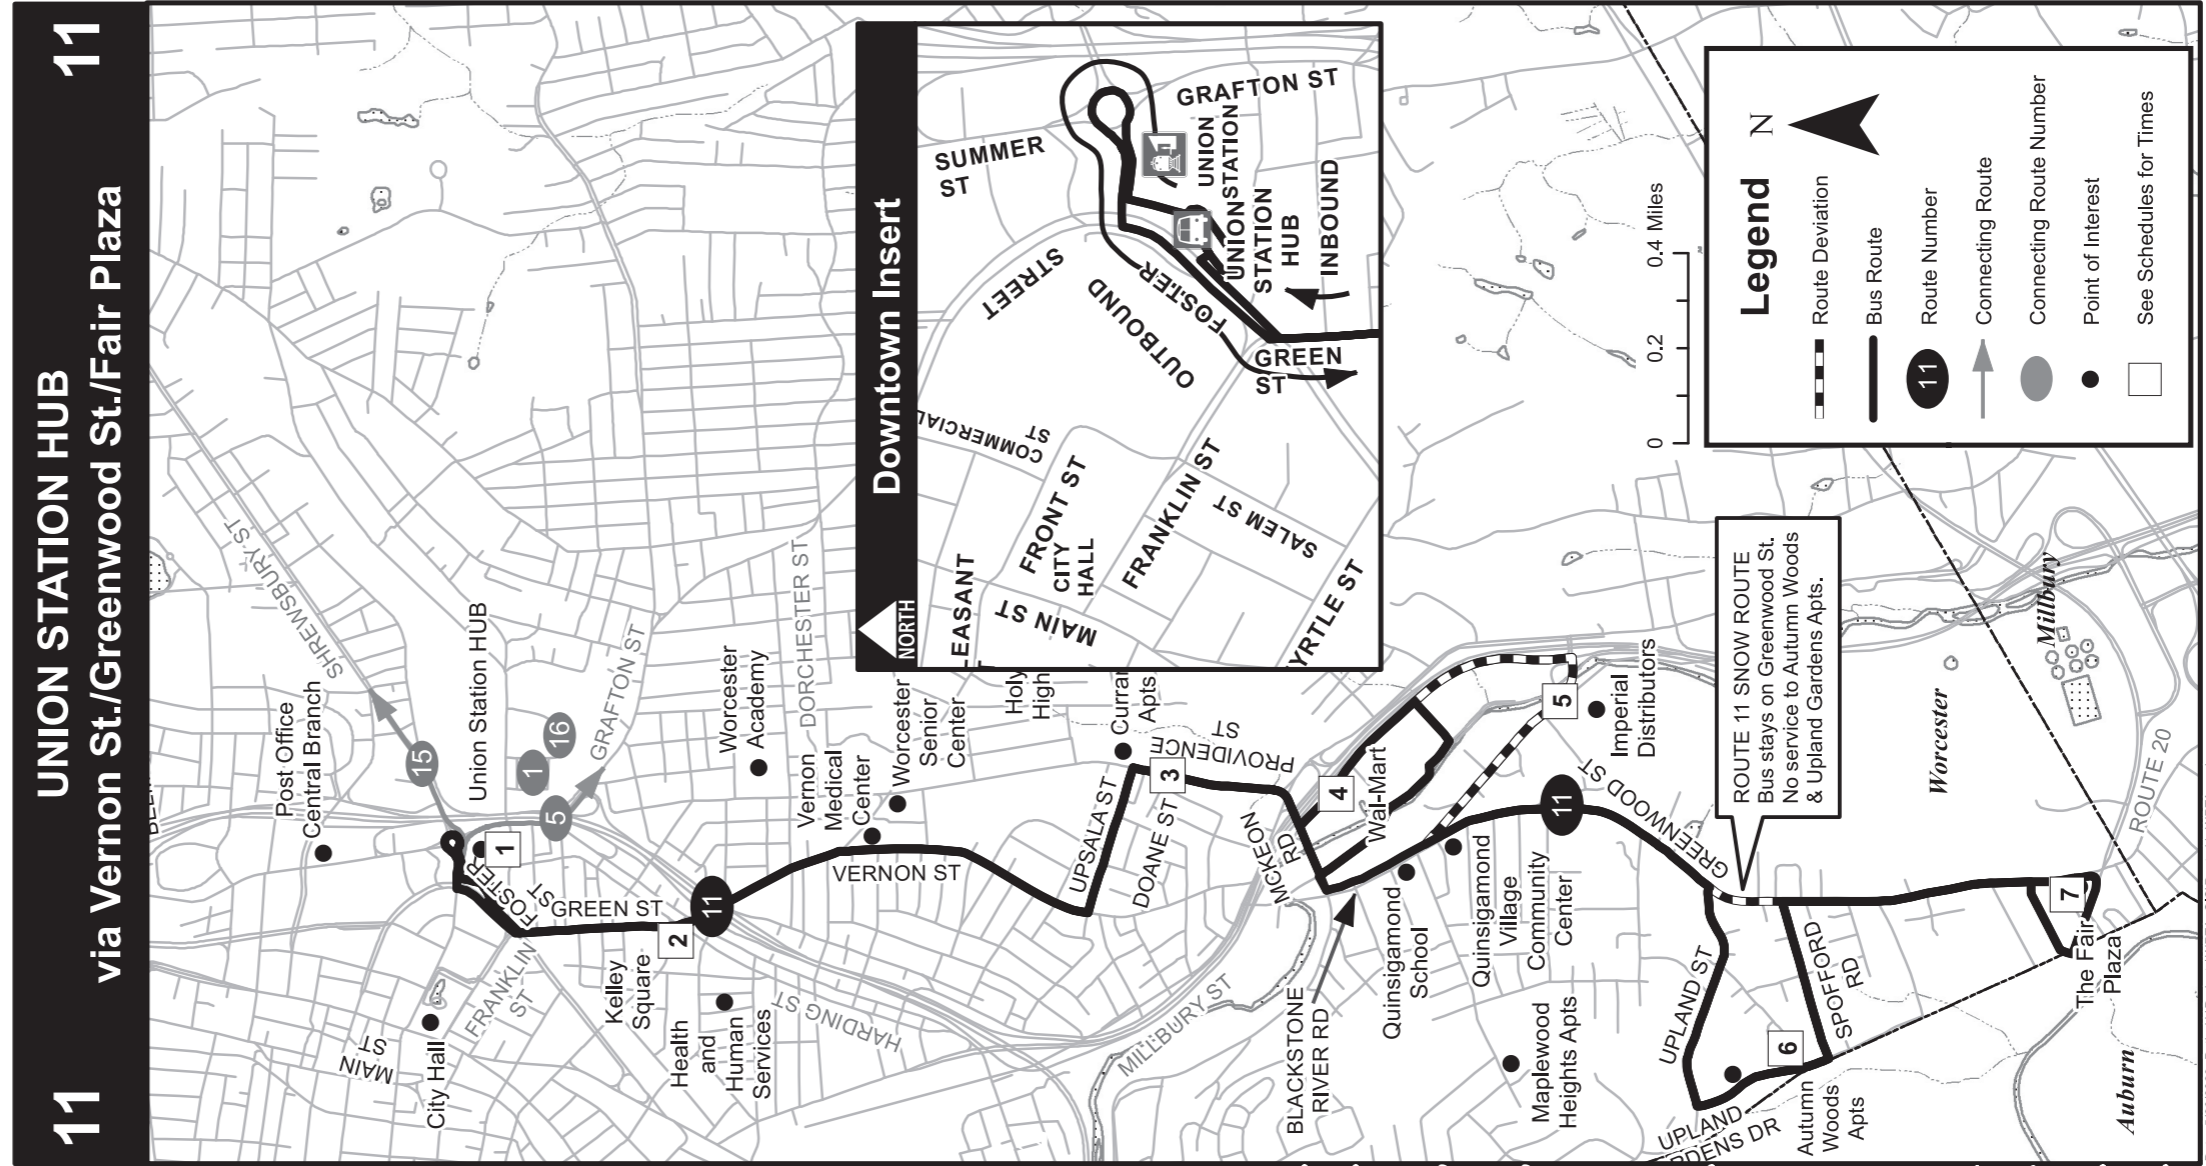 11
UNION STATION HUB
via Vernon St./Greenwood St./Fair Plaza
11
SHREWSBURY ST
Post Office
Central Branch
15
Union Station HUB
1
16
5
GRAFTON ST
1
FOSTER
ST
GREEN ST
MAIN
ST
City Hall
FRANKLIN
ST
Kelley
Square
2
11
Health
and
Human
Services
HARDING ST
Worcester
Academy
DORCHESTER ST
Vernon
Medical
Center
Worcester
Senior
Center
VERNON ST
Holy
High
Curran
Apts
UPSALA ST
3
DOANE ST
PROVIDENCE
ST
MCKEON
RD
MILLBURY ST
4
Wal-Mart
BLACKSTONE
RIVER RD
5
Imperial
Distributors
Quinsigamond
School
Quinsigamond
Village
Community
Center
11
GREENWOOD ST
Maplewood
Heights Apts
ROUTE 11 SNOW ROUTE
Bus stays on Greenwood St.
No service to Autumn Woods
& Upland Gardens Apts.
UPLAND ST
SPOFFORD
RD
6
UPLAND
RDENS DR
Autumn
Woods
Apts
7
The Fair
Plaza
ROUTE 20
Worcester
Millbury
Auburn
Downtown Insert
NORTH
SUMMER
ST
GRAFTON ST
UNION
STATION
UNION
STATION
HUB
INBOUND
STREET
FOSTER
OUTBOUND
GREEN
ST
COMMERCIAL
ST
FRONT ST
CITY
HALL
FRANKLIN ST
SALEM ST
MAIN ST
LEASANT
YRTLE ST
0
0.2
0.4 Miles
Legend
N
Route Deviation
Bus Route
11
Route Number
Connecting Route
Connecting Route Number
Point of Interest
See Schedules for Times